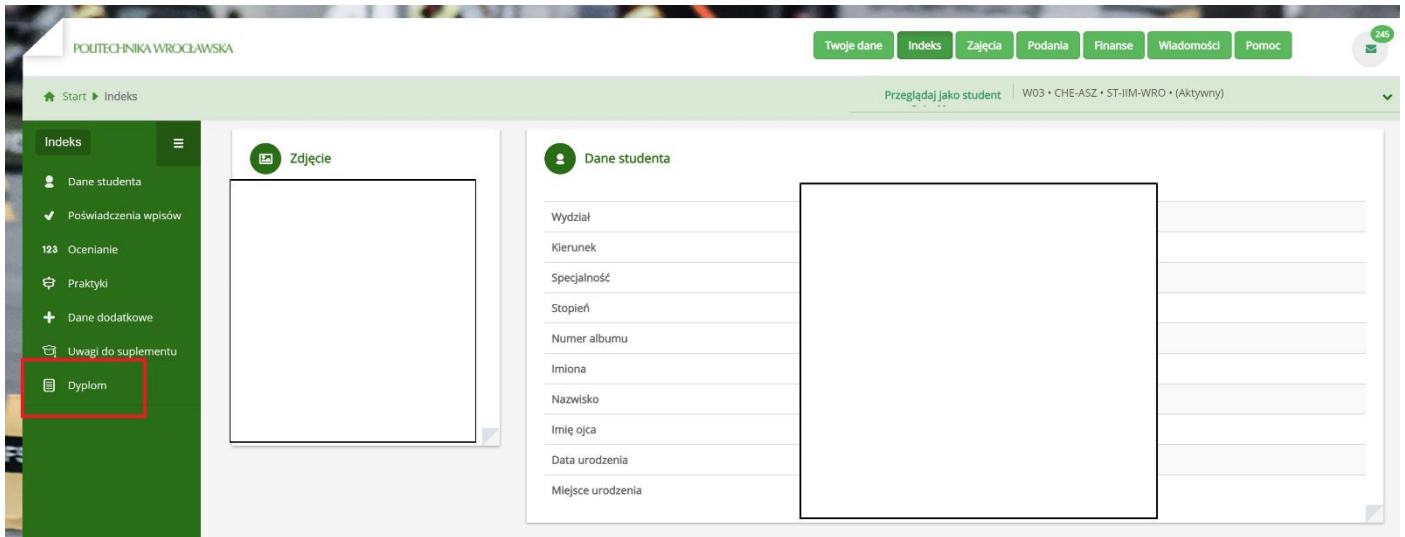 POLITECHNIKA WROCŁAWSKA
Twoje dane Indeks Zajęcia Podania Finanse Wiadomości Pomoc 245
Start Indeks
Przeglądaj jako student W03 • CHE-ASZ • ST-IIM-WRO • (Aktywny)
Indeks
Dane studenta
Poświadczenia wpisów
123 Ocenianie
Praktyki
Dane dodatkowe
Uwagi do suplementu
Dyplom
Zdjęcie
Dane studenta
Wydział
Kierunek
Specjalność
Stopień
Numer albumu
Imiona
Nazwisko
Imię ojca
Data urodzenia
Miejsce urodzenia